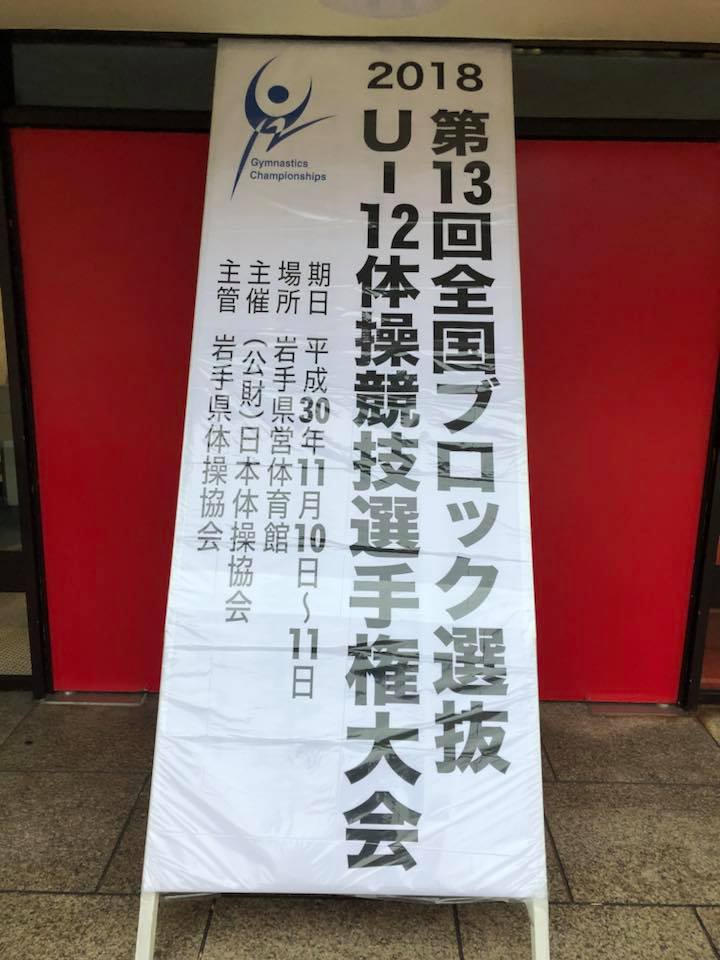 Gymnastics
Championships
2018
第13回全国ブロック選抜
U-12体操競技選手権大会
期日 平成30年11月10日~11日
場所 岩手県営体育館
主催 (公財)日本体操協会
主管 岩手県体操協会